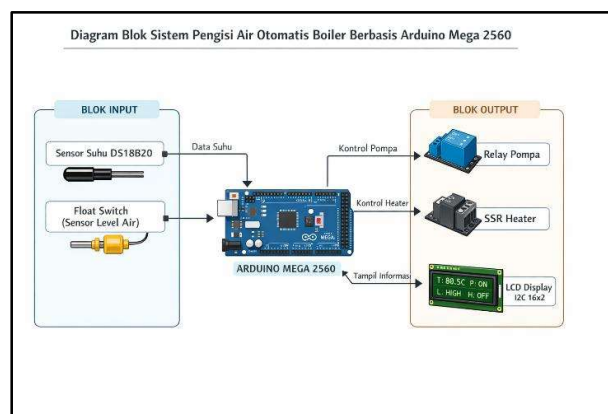 Diagram Blok Sistem Pengisi Air Otomatis Boiler Berbasis Arduino Mega 2560
BLOK INPUT
Sensor Suhu DS18B20
Float Switch
(Sensor Level Air)
Data Suhu
ARDUINO MEGA 2560
MEGA
Kontrol Pompa
Kontrol Heater
Tampil Informas
BLOK OUTPUT
Relay Pompa
SSR Heater
T:80.5C P:ON
L.HIGH H.OFF
LCD Display
I2C 16x2